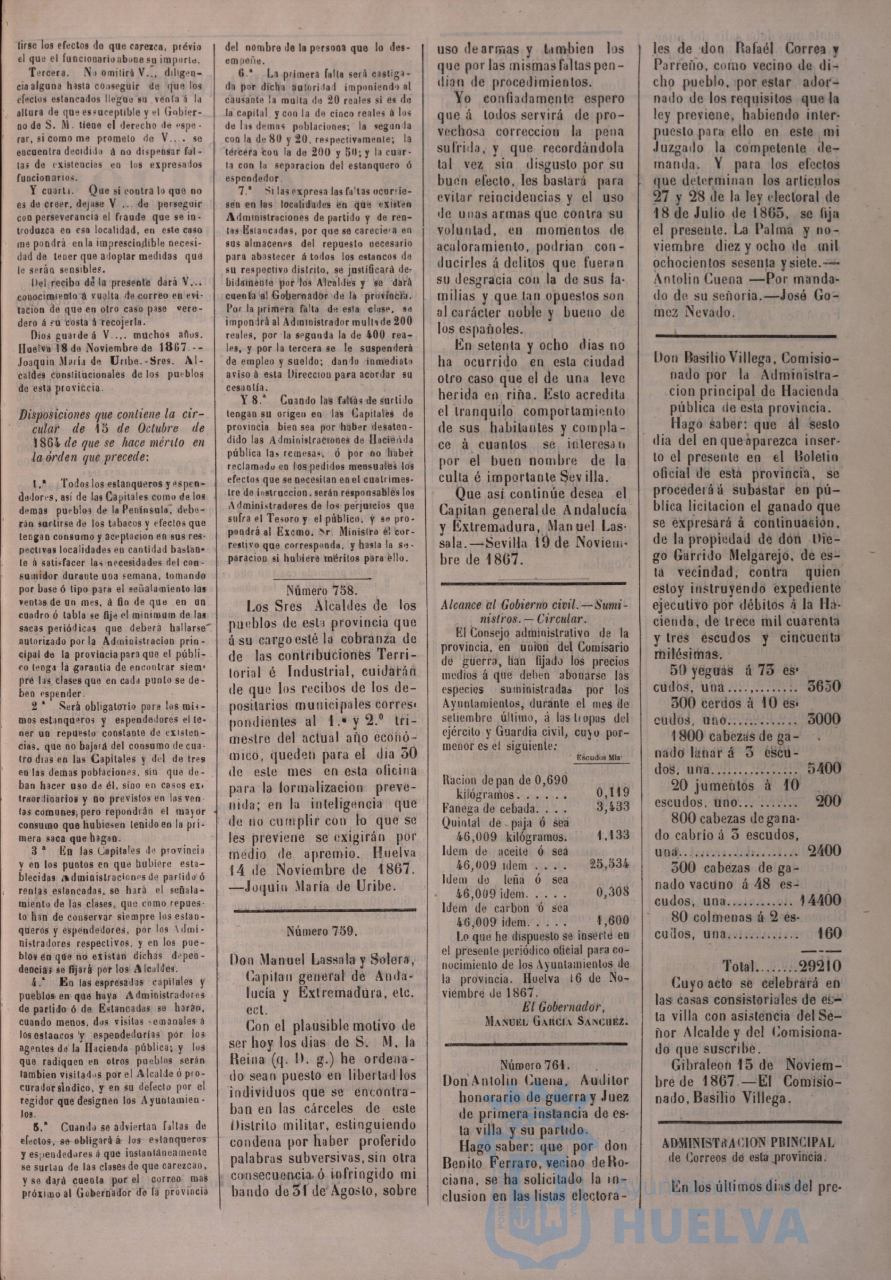 tirse los efectos de que carezca, prévio
el que el funcionario abone su importe.
Tercera. No omitirá V... diligen-
cia alguna hasta conseguir de que los
efectos estancados llegue su venta á la
altura de que es susceptible y el Gobier-
no de S. M. tiene el derecho de espe-
rar, si como me prometo de V.... se
encuentra decidido á no dispensar fal-
tas de existencias en los expresados
funcionarios.
Y cuarta. Que si contra lo que no
es de creer, dejase V ... de perseguir
con perseverancia el fraude que se in-
troduzca en esa localidad, en este caso
me pondrá en la imprescindible necesi-
dad de tener que adoptar medidas que
le serán sensibles.
Del recibo de la presente dará V...
conocimiento á vuelta de correo en evi-
tacion de que en otro caso pase vere-
dero á su costa á recojerla.
Dios guarde á V.... muchos años.
Huelva 18 de Noviembre de 1867.--
Joaquin Maria de Uribe.-Sres. Al-
caldes constitucionales de los pueblos
de esta proviccia.
Disposiciones que contiene la cir-
cular de 15 de Octubre de
1864 de que se hace mérito en
la órden que precede:
1.ª Todos los estanqueros y espen-
dedores, así de las Capitales como de los
demas pueblos de la Península, debe-
rán surtirse de los tabacos y efectos que
tengan consumo y aceptacion en sus res-
pectivas localidades en cantidad bastan-
te á satisfacer las necesidades del con-
sumidor durante una semana, tomando
por base ó tipo para el señalamiento las
ventas de un mes, á fin de que en un
cuadro ó tabla se fije el minimum de las
sacas periódicas que deberá hallarse
autorizado por la Administracion prin-
cipal de la provincia para que el públi-
co tenga la garantía de encontrar siem-
pre las clases que en cada punto se de-
ben espender.
2ª Será obligatorio para los mis-
mos estanqueros y espendedores el te-
ner un repuesto constante de existen-
cias, que no bajará del consumo de cua-
tro dias en las Capitales y del de tres
en las demas poblaciones, sin que de-
ban hacer uso de él, sino en casos ex-
traordinarios y no previstos en las ven
tas comunes; pero repondrán el mayor
consumo que hubiesen tenido en la pri-
mera saca que hagan.
3ª En las Capitales de provincia
y en los puntos en que hubiere esta-
blecidas Administraciones de partido ó
rentas estancadas, se hará el señala-
miento de las clases, que como repues-
to han de conservar siempre los estan-
queros y espendedores, por los Admi-
nistradores respectivos, y en los pue-
blos en que no existan dichas depen-
dencias se fijará por los Alcaldes.
4.ª En las espresadas capitales y
pueblos en que haya Administradores
de partido ó de Estancadas se harán,
cuando menos, dos visitas semanales á
los estancos y espendedurías por los
agentes de la Hacienda pública; y los
que radiquen en otros pueblos serán
tambien visitados por el Alcalde ó pro-
curador síndico, y en su defecto por el
regidor que designen los Ayuntamien-
los.
5.ª Cuando se adviertan faltas de
efectos, se obligará á los estanqueros
y espendedores á que instantáneamente
se surtan de las clases de que carezcan,
y se dará cuenta por el correo mas
próximo al Gobernador de la provincia
del nombre de la persona que lo des-
empeñe.
6.ª La primera falta será castiga-
da por dicha autoridad imponiendo al
causante la multa de 20 reales si es de
la capital y con la de cinco reales á los
de las demas poblaciones; la segunda
con la de 80 y 20, respectivamente; la
tercera con la de 200 y 50; y la cuar-
ta con la separacion del estanquero ó
espendedor.
7.ª Si las expresa las faltas ocurrie-
sen en las localidades en que existen
Administraciones de partido y de ren-
tas Estancadas, por que se careciera en
sus almacenes del repuesto necesario
para abastecer á todos los estancos de
su respectivo distrito, se justificará de-
bidamente por los Alcaldes y se dará
cuenta al Gobernador de la provincia.
Por la primera falta de esta clase, se
impondrá al Administrador multa de 200
reales, por la segunda la de 400 rea-
les, y por la tercera se le suspenderá
de empleo y sueldo; dando inmediato
aviso á esta Direccion para acordar su
cesantía.
Y 8.ª Cuando las faltas de surtido
tengan su origen en las Capitales de
provincia bien sea por haber desaten-
dido las Administraciones de Hacienda
pública las remesas; ó por no haber
reclamado en los pedidos mensuales los
efectos que se necesitan en el cuatrimes-
tre de instruccion, serán responsables los
Administradores de los perjuicios que
sufra el Tesoro y el público, y se pro-
pondrá al Excmo. Sr. Ministro él cor-
restivo que corresponda, y hasta la se-
paracion si hubiere méritos para ello.
Número 758.
Los Sres Alcaldes de los
pueblos de esta provincia que
á su cargo esté la cobranza de
de las contribuciones Terri-
torial é Industrial, cuidarán
de que los recibos de los de-
positarios municipales corres-
pondientes al 1.º y 2.º tri-
mestre del actual año econó-
mico, queden para el dia 30
de este mes en esta oficina
para la formalizacion preve-
nida; en la inteligencia que
de no cumplir con lo que se
les previene se exigirán por
medio de apremio. Huelva
14 de Noviembre de 1867.
—Joquin Maria de Uribe.
Número 759.
Don Manuel Lassala y Solera,
Capitan general de Anda-
lucía y Extremadura, etc.
ect.
Con el plausible motivo de
ser hoy los dias de S. M. la
Reina (q. D. g.) he ordena-
do sean puesto en libertad los
individuos que se encontra-
ban en las cárceles de este
Distrito militar, estinguiendo
condena por haber proferido
palabras subversivas, sin otra
consecuencia ó infringido mi
bando de 31 de Agosto, sobre
uso de armas y tambien los
que por las mismas faltas pen-
dian de procedimientos.
Yo confiadamente espero
que á todos servirá de pro-
vechosa correccion la pena
sufrida, y que recordándola
tal vez sin disgusto por su
buen efecto, les bastará para
evitar reincidencias y el uso
de unas armas que contra su
voluntad, en momentos de
acaloramiento, podrian con-
ducirles á delitos que fueran
su desgracia con la de sus fa-
milias y que tan opuestos son
al carácter noble y bueno de
los españoles.
En setenta y ocho dias no
ha ocurrido en esta ciudad
otro caso que el de una leve
herida en riña. Esto acredita
el tranquilo comportamiento
de sus habitantes y compla-
ce á cuantos se interesan
por el buen nombre de la
culta é importante Sevilla.
Que así continúe desea el
Capitan general de Andalucía
y Extremadura, Manuel Las-
sala.—Sevilla 19 de Noviem-
bre de 1867.
Alcance al Gobierno civil.—Sumi-
nistros.—Circular.
El Consejo administrativo de la
provincia, en union del Comisario
de guerra, han fijado los precios
medios á que deben abonarse las
especies suministradas por los
Ayuntamientos, durante el mes de
setiembre último, á las tropas del
ejército y Guardia civil, cuyo por-
menor es el siguiente:
Escudos Mls·
Racion de pan de 0,690
kilógramos. . . . . . 0,119
Fanega de cebada. . . . 3,433
Quintal de paja ó sea
46,009 kilógramos. 1,133
Idem de aceite ó sea
46,009 idem . . . . 25,534
Idem de leña ó sea
46,009 idem. . . . . 0,308
Idem de carbon ó sea
46,009 idem. . . . . 1,600
Lo que he dispuesto se inserte en
el presente periódico oficial para co-
nocimiento de los Ayuntamientos de
la provincia. Huelva 16 de No-
viembre de 1867.
El Gobernador,
MANUEL GARCIA SANCHEZ.
Número 761.
Don Antolin Cuena, Auditor
honorario de guerra y Juez
de primera instancia de es-
ta villa y su partido.
Hago saber: que por don
Benito Ferraro, vecino de Ro-
ciana, se ha solicitado la in-
clusion en las listas electora-
les de don Rafaél Correa y
Parreño, como vecino de di-
cho pueblo, por estar ador-
nado de los requisitos que la
ley previene, habiendo inter-
puesto para ello en este mi
Juzgado la competente de-
manda. Y para los efectos
que determinan los artículos
27 y 28 de la ley electoral de
18 de Julio de 1865, se fija
el presente. La Palma y no-
viembre diez y ocho de mil
ochocientos sesenta y siete.—
Antolin Cuena—Por manda-
do de su señoría.—José Go-
mez Nevado.
Don Basilio Villega, Comisio-
nado por la Administra-
cion principal de Hacienda
pública de esta provincia.
Hago saber: que ál sesto
dia del en que aparezca inser-
to el presente en el Boletin
oficial de esta provincia, se
procederá á subastar en pú-
blica licitacion el ganado que
se expresará á continuacion,
de la propiedad de don Die-
go Garrido Melgarejo, de es-
ta vecindad, contra quien
estoy instruyendo expediente
ejecutivo por débitos á la Ha-
cienda, de trece mil cuarenta
y tres escudos y cincuenta
milésimas.
50 yeguas á 73 es-
cudos, una............. 3650
300 cerdos á 10 es-
cudos, uno............. 3000
1800 cabezas de ga-
nado lanar á 3 escu-
dos, una................ 5400
20 jumentos á 10
escudos, uno........... 200
800 cabezas de gana-
do cabrio á 3 escudos,
una...................... 2400
300 cabezas de ga-
nado vacuno á 48 es-
cudos, una............ 14400
80 colmenas á 2 es-
cudos, una............. 160
Total........29210
Cuyo acto se celebrará en
las casas consistoriales de es-
ta villa con asistencia del Se-
ñor Alcalde y del Comisiona-
do que suscribe.
Gibraleon 15 de Noviem-
bre de 1867.—El Comisio-
nado, Basilio Villega.
ADMINISTRACION PRINCIPAL
de Correos de esta provincia.
En los últimos dias del pre-
HUELVA